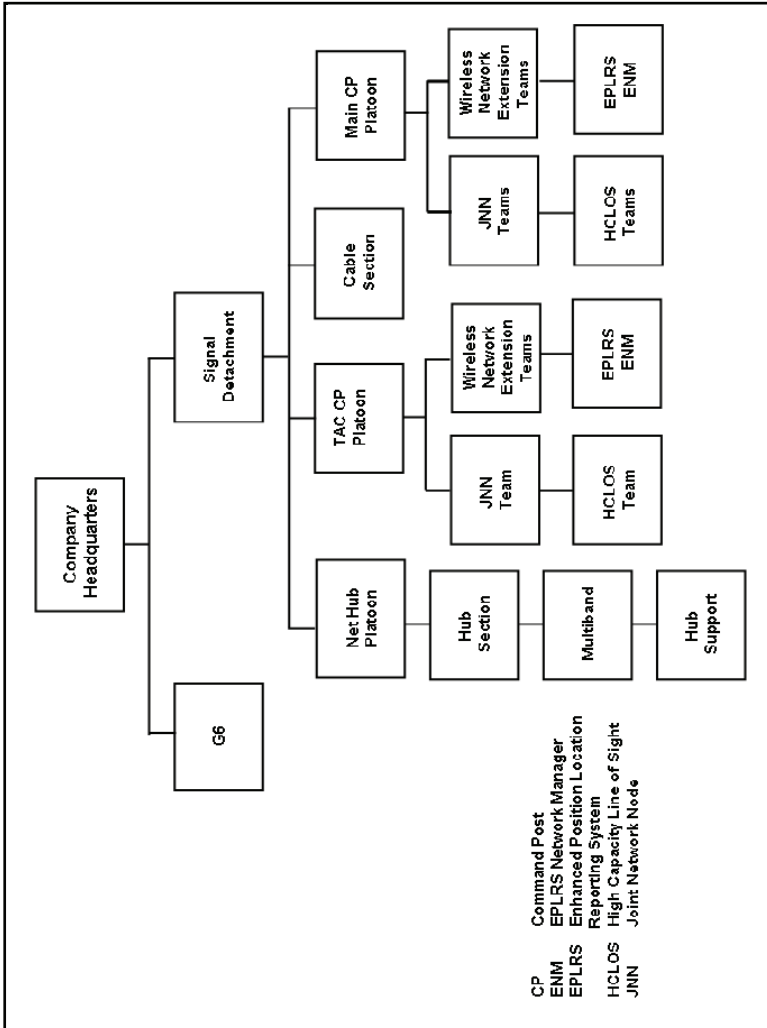 Company
Headquarters
G6
Signal
Detachment
Net Hub
Platoon
TAC CP
Platoon
Cable
Section
Main CP
Platoon
Hub
Section
JNN
Team
Wireless
Network
Extension
Teams
JNN
Teams
Wireless
Network
Extension
Teams
Multiband
HCLOS
Team
EPLRS
ENM
HCLOS
Teams
EPLRS
ENM
Hub
Support
CP Command Post
ENM EPLRS Network Manager
EPLRS Enhanced Position Location
Reporting System
HCLOS High Capacity Line of Sight
JNN Joint Network Node